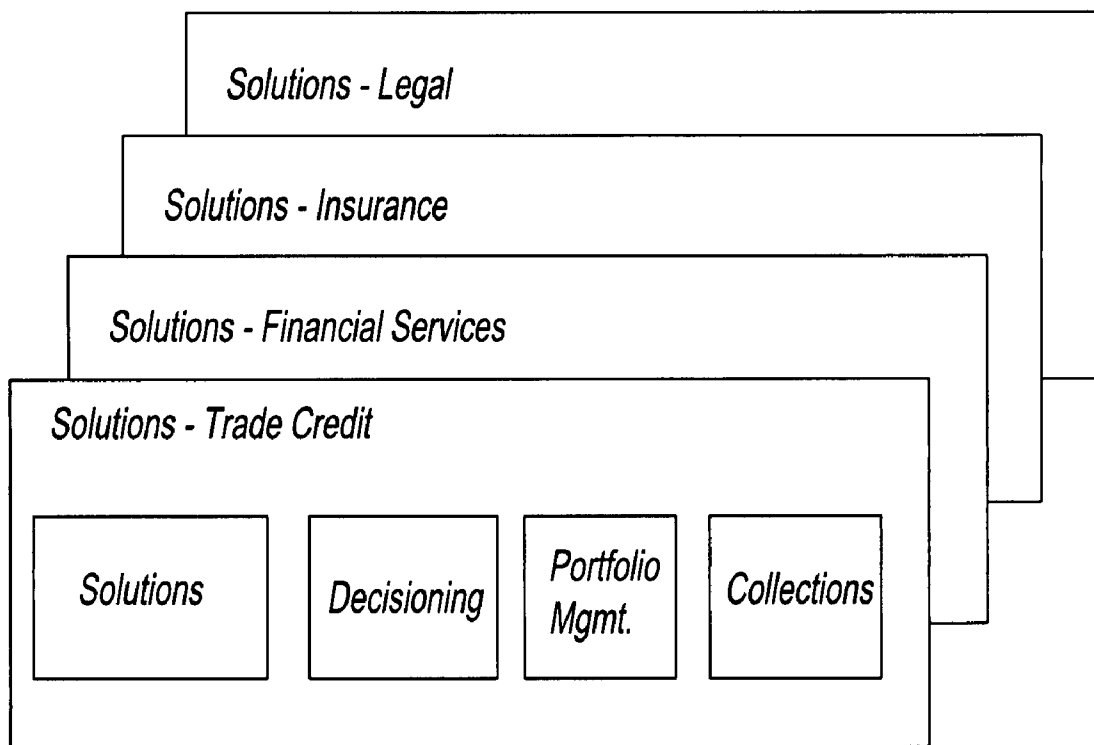 Solutions - Legal
Solutions - Insurance
Solutions - Financial Services
Solutions - Trade Credit
Solutions
Decisioning
Portfolio
Mgmt.
Collections